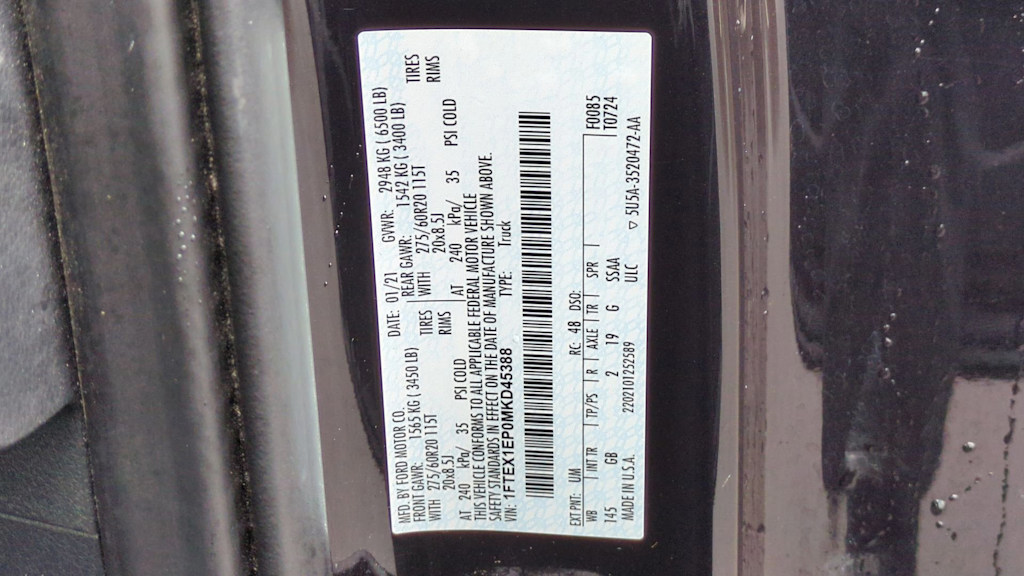 MFD. BY FORD MOTOR CO. DATE: 01/21 GVWR: 2948 KG ( 6500 LB)
FRONT GAWR: 1565 KG ( 3450 LB) REAR GAWR: 1542 KG ( 3400 LB)
WITH 275/60R20 115T TIRES WITH 275/60R20 115T TIRES
20x8.5J RIMS 20x8.5J RIMS
AT 240 kPa/ 35 PSI COLD AT 240 kPa/ 35 PSI COLD
THIS VEHICLE CONFORMS TO ALL APPLICABLE FEDERAL MOTOR VEHICLE
SAFETY STANDARDS IN EFFECT ON THE DATE OF MANUFACTURE SHOWN ABOVE.
VIN: 1FTEX1EP0MKD45388 TYPE: Truck
EXT PNT: UM RC: 48 DSO: F0085
WB INTTR TP/PS R AXLE TR SPR T0724
145 GB 2 19 G SSAA
MADE IN U.S.A. 2202101252589 ULC ▽ 5U5A-3520472-AA